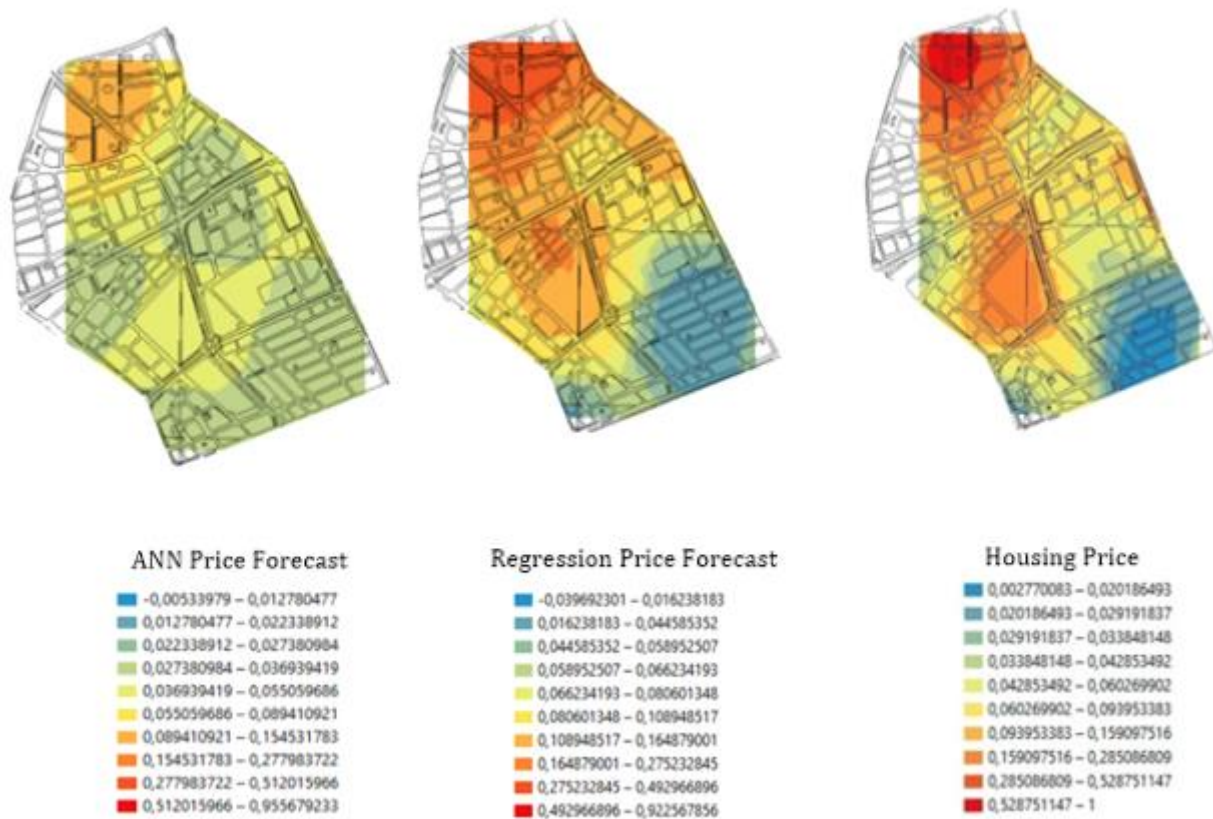 ANN Price Forecast
-0,00533979 – 0,012780477
0,012780477 – 0,022338912
0,022338912 – 0,027380984
0,027380984 – 0,036939419
0,036939419 – 0,055059686
0,055059686 – 0,089410921
0,089410921 – 0,154531783
0,154531783 – 0,277983722
0,277983722 – 0,512015966
0,512015966 – 0,955679233
Regression Price Forecast
-0,039692301 – 0,016238183
0,016238183 – 0,044585352
0,044585352 – 0,058952507
0,058952507 – 0,066234193
0,066234193 – 0,080601348
0,080601348 – 0,108948517
0,108948517 – 0,164879001
0,164879001 – 0,275232845
0,275232845 – 0,492966896
0,492966896 – 0,922567856
Housing Price
0,002770083 – 0,020186493
0,020186493 – 0,029191837
0,029191837 – 0,033848148
0,033848148 – 0,042853492
0,042853492 – 0,060269902
0,060269902 – 0,093953383
0,093953383 – 0,159097516
0,159097516 – 0,285086809
0,285086809 – 0,528751147
0,528751147 – 1